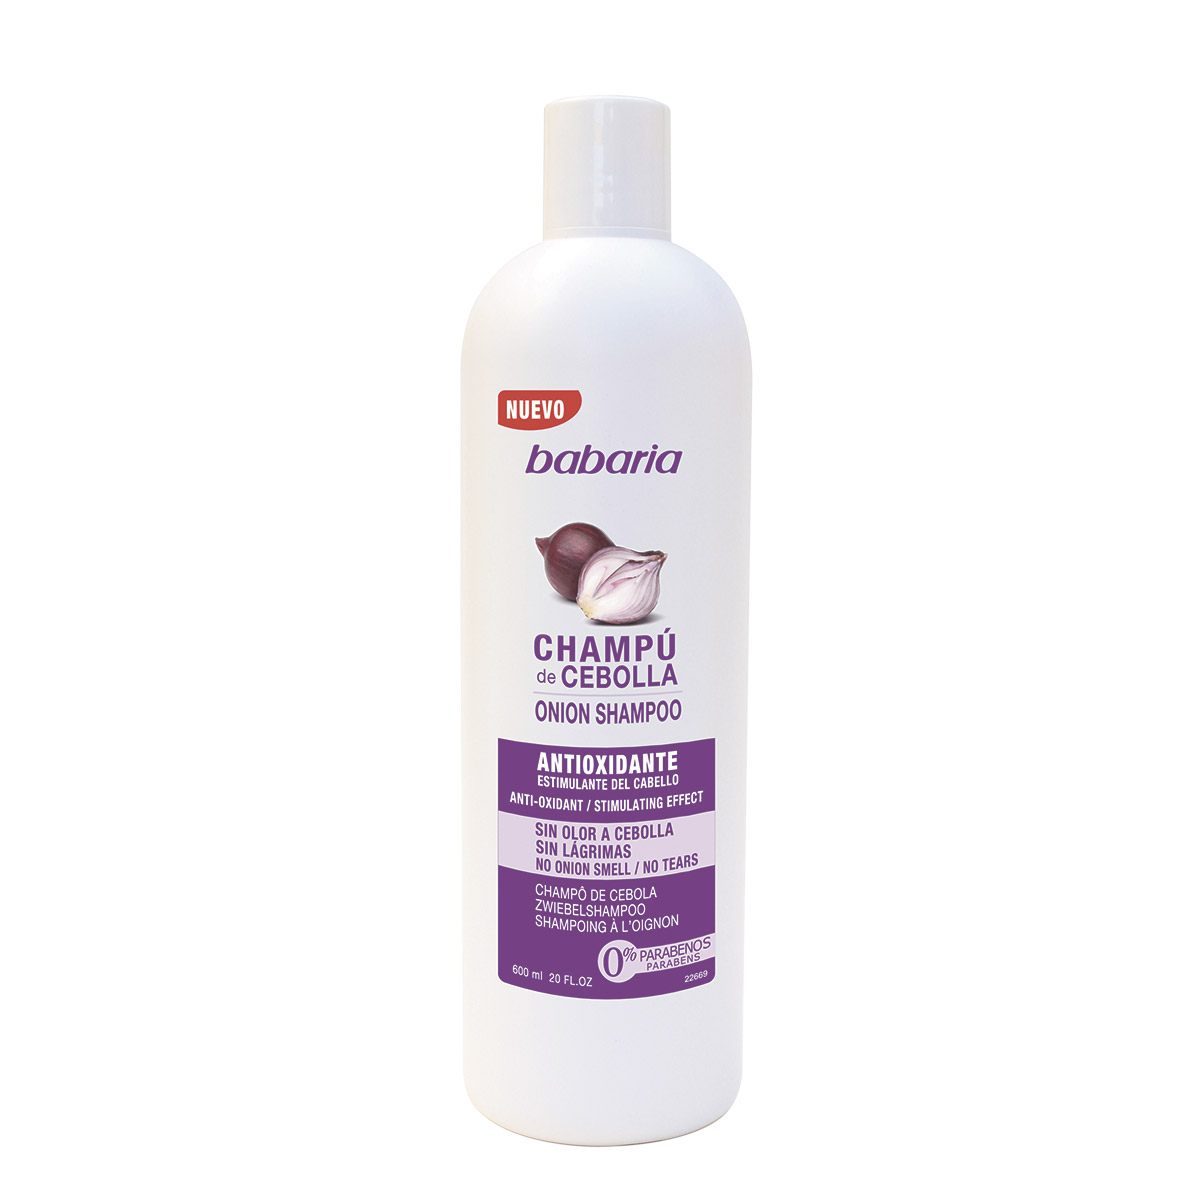 NUEVO
babaria
CHAMPÚ
de CEBOLLA
ONION SHAMPOO
ANTIOXIDANTE
ESTIMULANTE DEL CABELLO
ANTI-OXIDANT / STIMULATING EFFECT
SIN OLOR A CEBOLLA
SIN LÁGRIMAS
NO ONION SMELL / NO TEARS
CHAMPÔ DE CEBOLA
ZWIEBELSHAMPOO
SHAMPOING À L'OIGNON
0% PARABENOS
PARABENS
600 ml 20 FL.OZ
22669